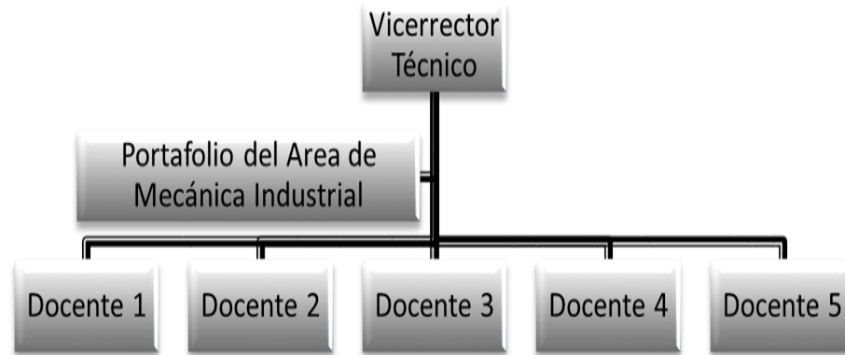 Vicerrector
Técnico
Portafolio del Area de
Mecánica Industrial
Docente 1
Docente 2
Docente 3
Docente 4
Docente 5